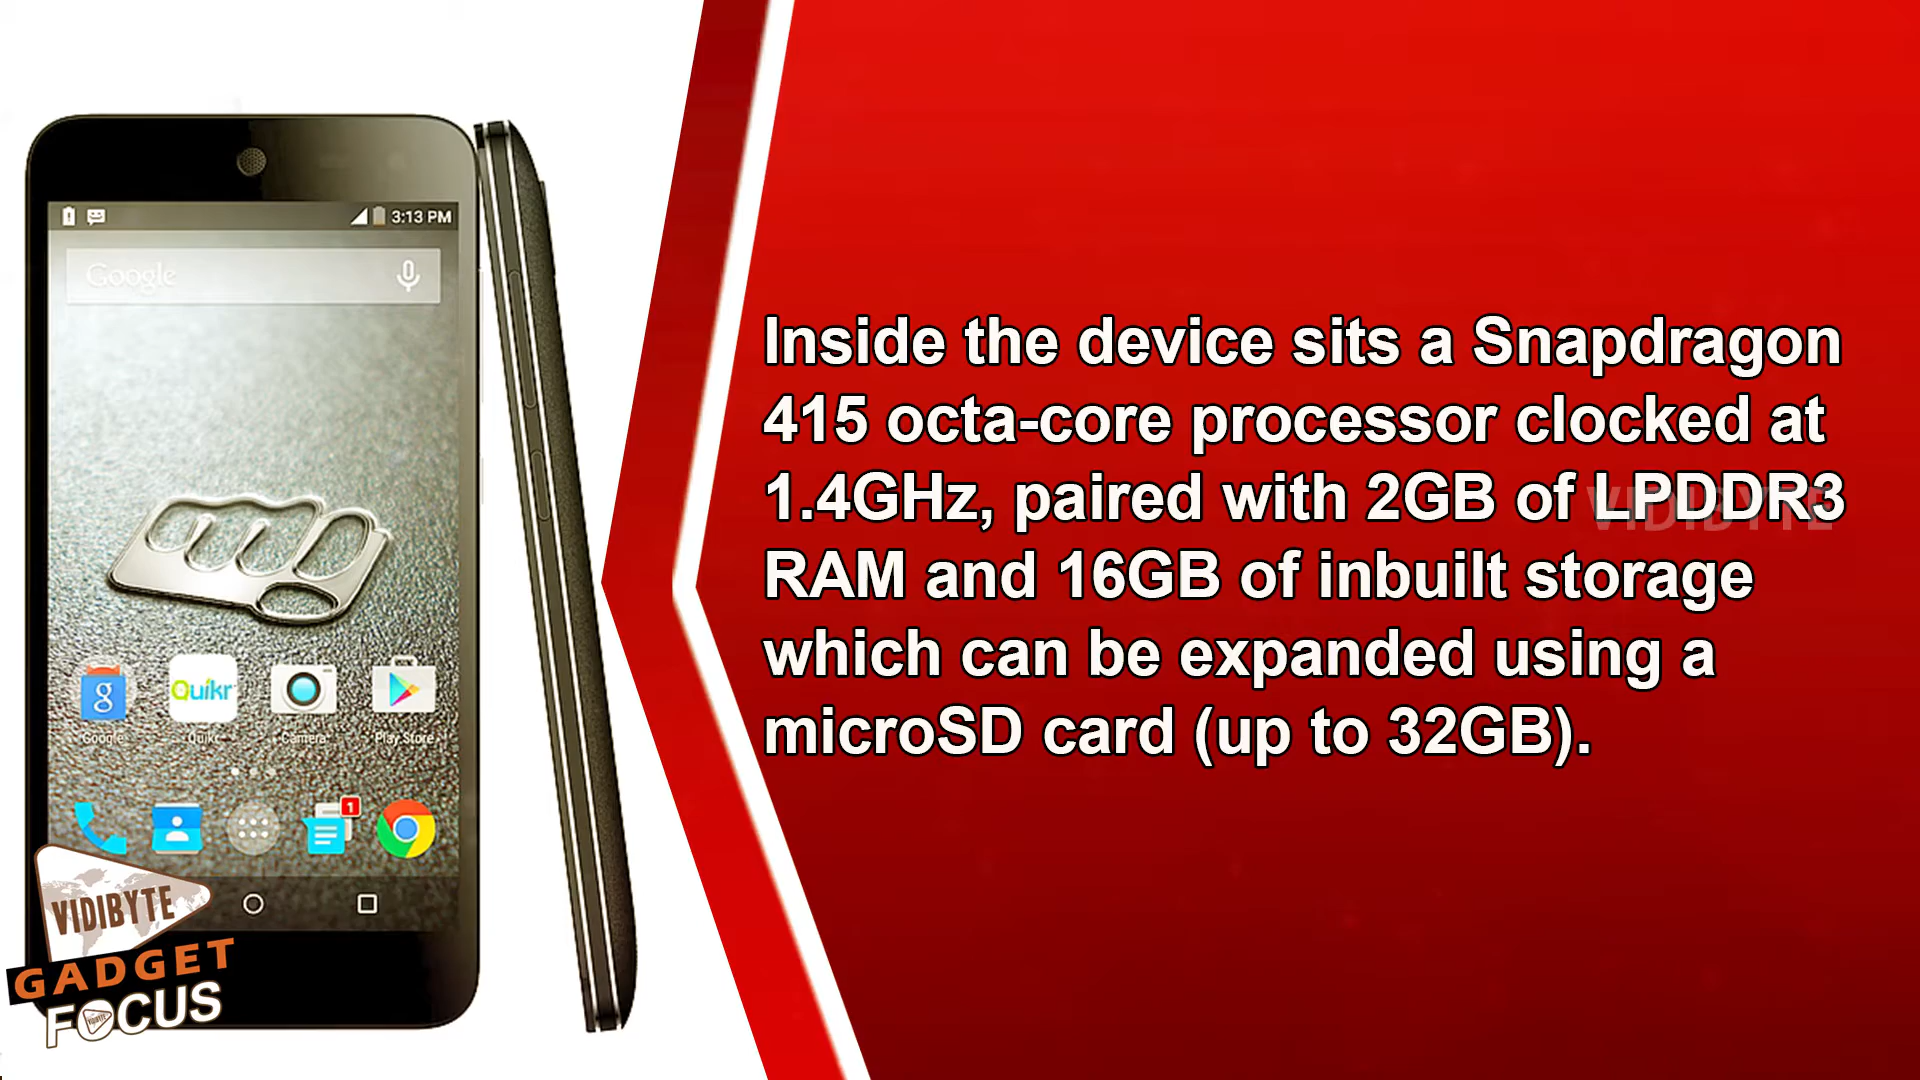 3:13 PM
Google
Quikr
Google
Quikr
Camera
Play Store
1
VIDIBYTE
GADGET
FOCUS
Inside the device sits a Snapdragon
415 octa-core processor clocked at
1.4GHz, paired with 2GB of LPDDR3
RAM and 16GB of inbuilt storage
which can be expanded using a
microSD card (up to 32GB).
VIDIBYTE